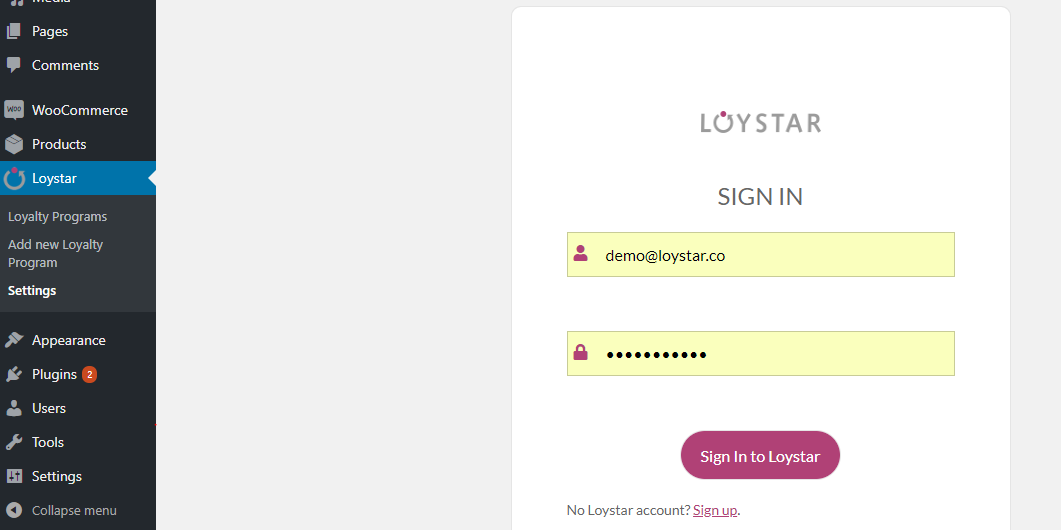 Pages
Comments
WOO
WooCommerce
Products
Loystar
Loyalty Programs
Add new Loyalty
Program
Settings
Appearance
Plugins 2
Users
Tools
Settings
Collapse menu
LOYSTAR
SIGN IN
demo@loystar.co
•••••••••••
Sign In to Loystar
No Loystar account? Sign up.